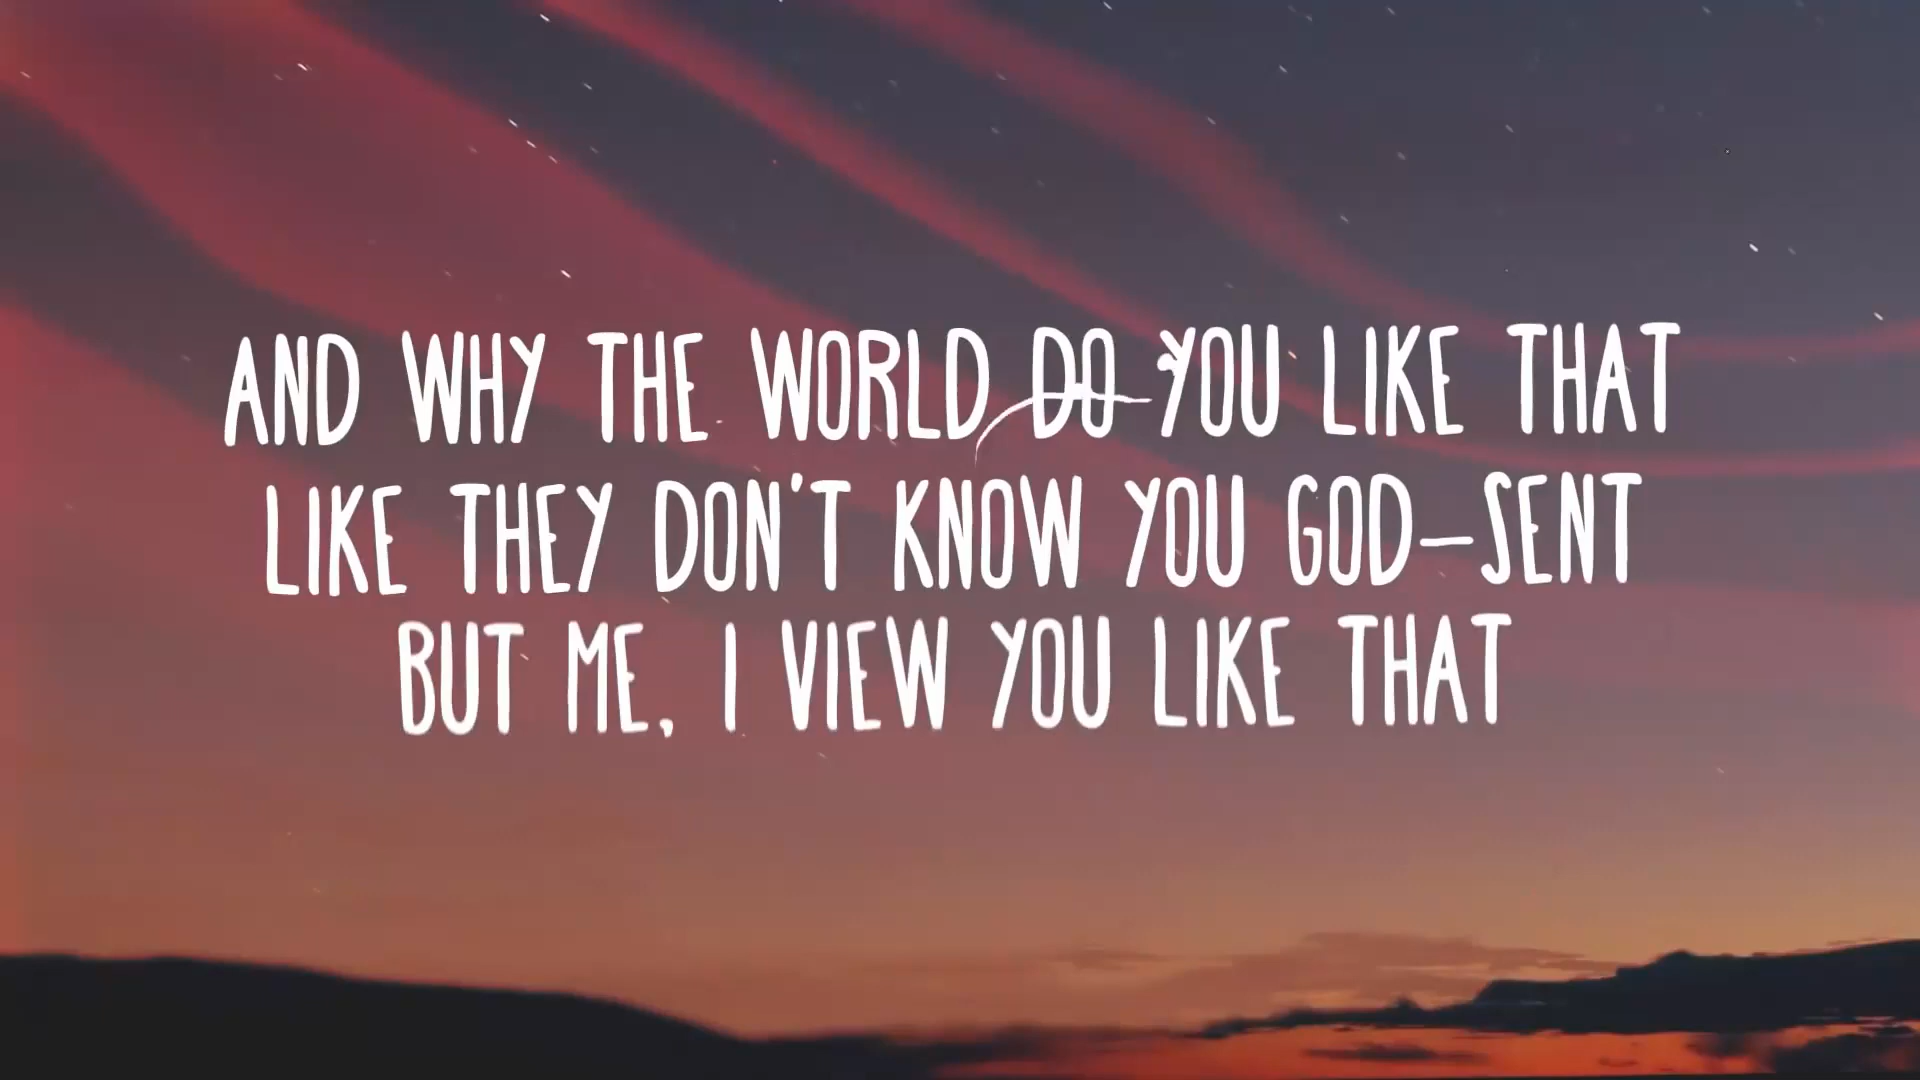 AND WHY THE WORLD DO YOU LIKE THAT
LIKE THEY DON'T KNOW YOU GOD-SENT
BUT ME, I VIEW YOU LIKE THAT